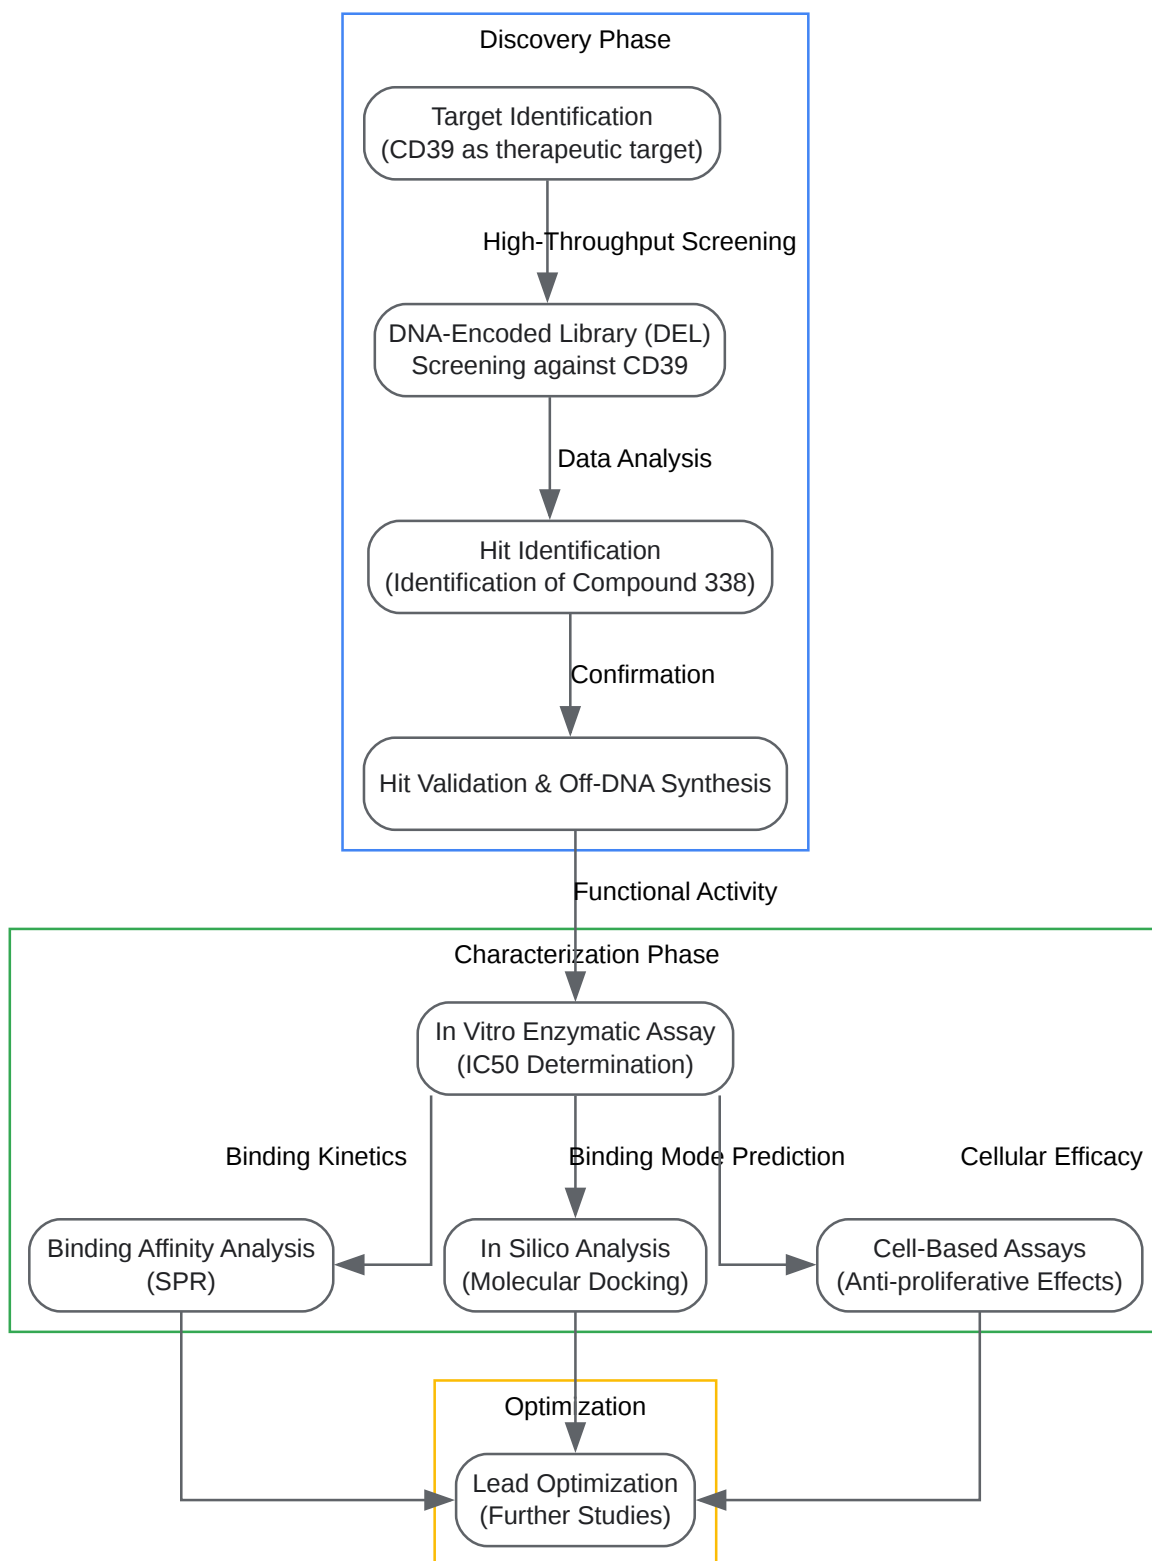 Discovery Phase
Target Identification
(CD39 as therapeutic target)
High-Throughput Screening
DNA-Encoded Library (DEL)
Screening against CD39
Data Analysis
Hit Identification
(Identification of Compound 338)
Confirmation
Hit Validation & Off-DNA Synthesis
Functional Activity
Characterization Phase
In Vitro Enzymatic Assay
(IC50 Determination)
Binding Kinetics
Binding Mode Prediction
Cellular Efficacy
Binding Affinity Analysis
(SPR)
In Silico Analysis
(Molecular Docking)
Cell-Based Assays
(Anti-proliferative Effects)
Optimization
Lead Optimization
(Further Studies)